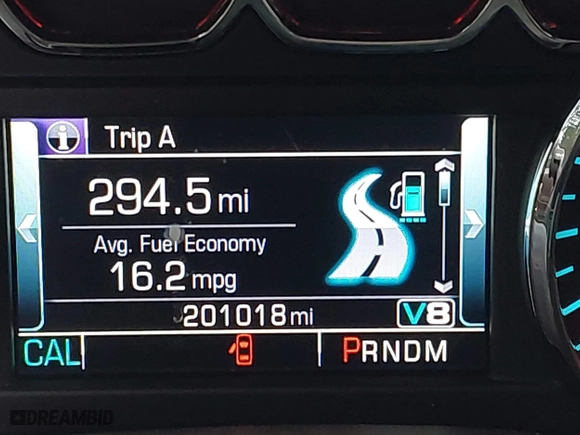 Trip A
294.5 mi
Avg. Fuel Economy
16.2 mpg
201018 mi
V8
CAL
PRNDM
DREAMBID